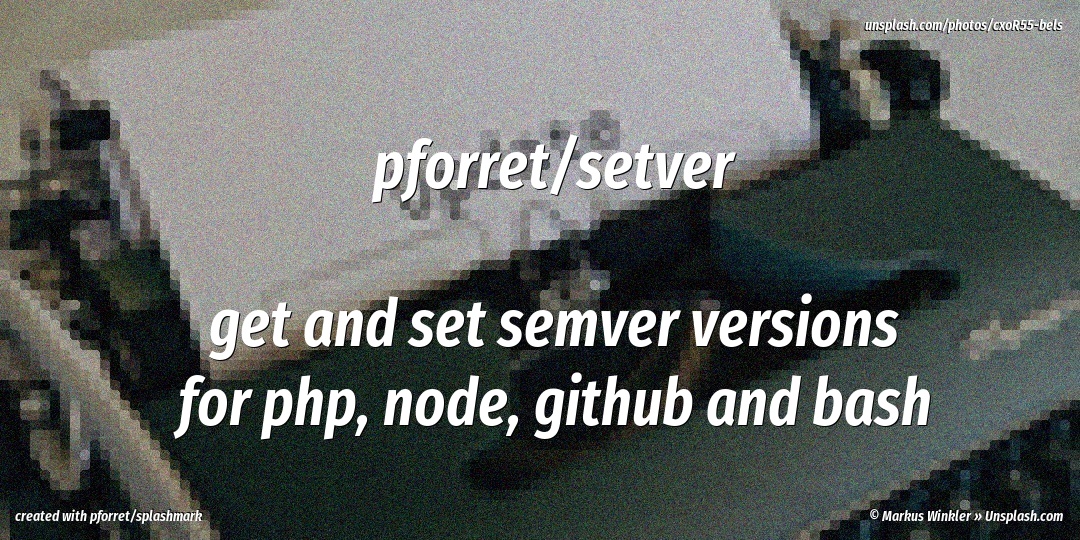 unsplash.com/photos/cxoR55-bels
pforret/setver
get and set semver versions
for php, node, github and bash
created with pforret/splashmark
© Markus Winkler » Unsplash.com